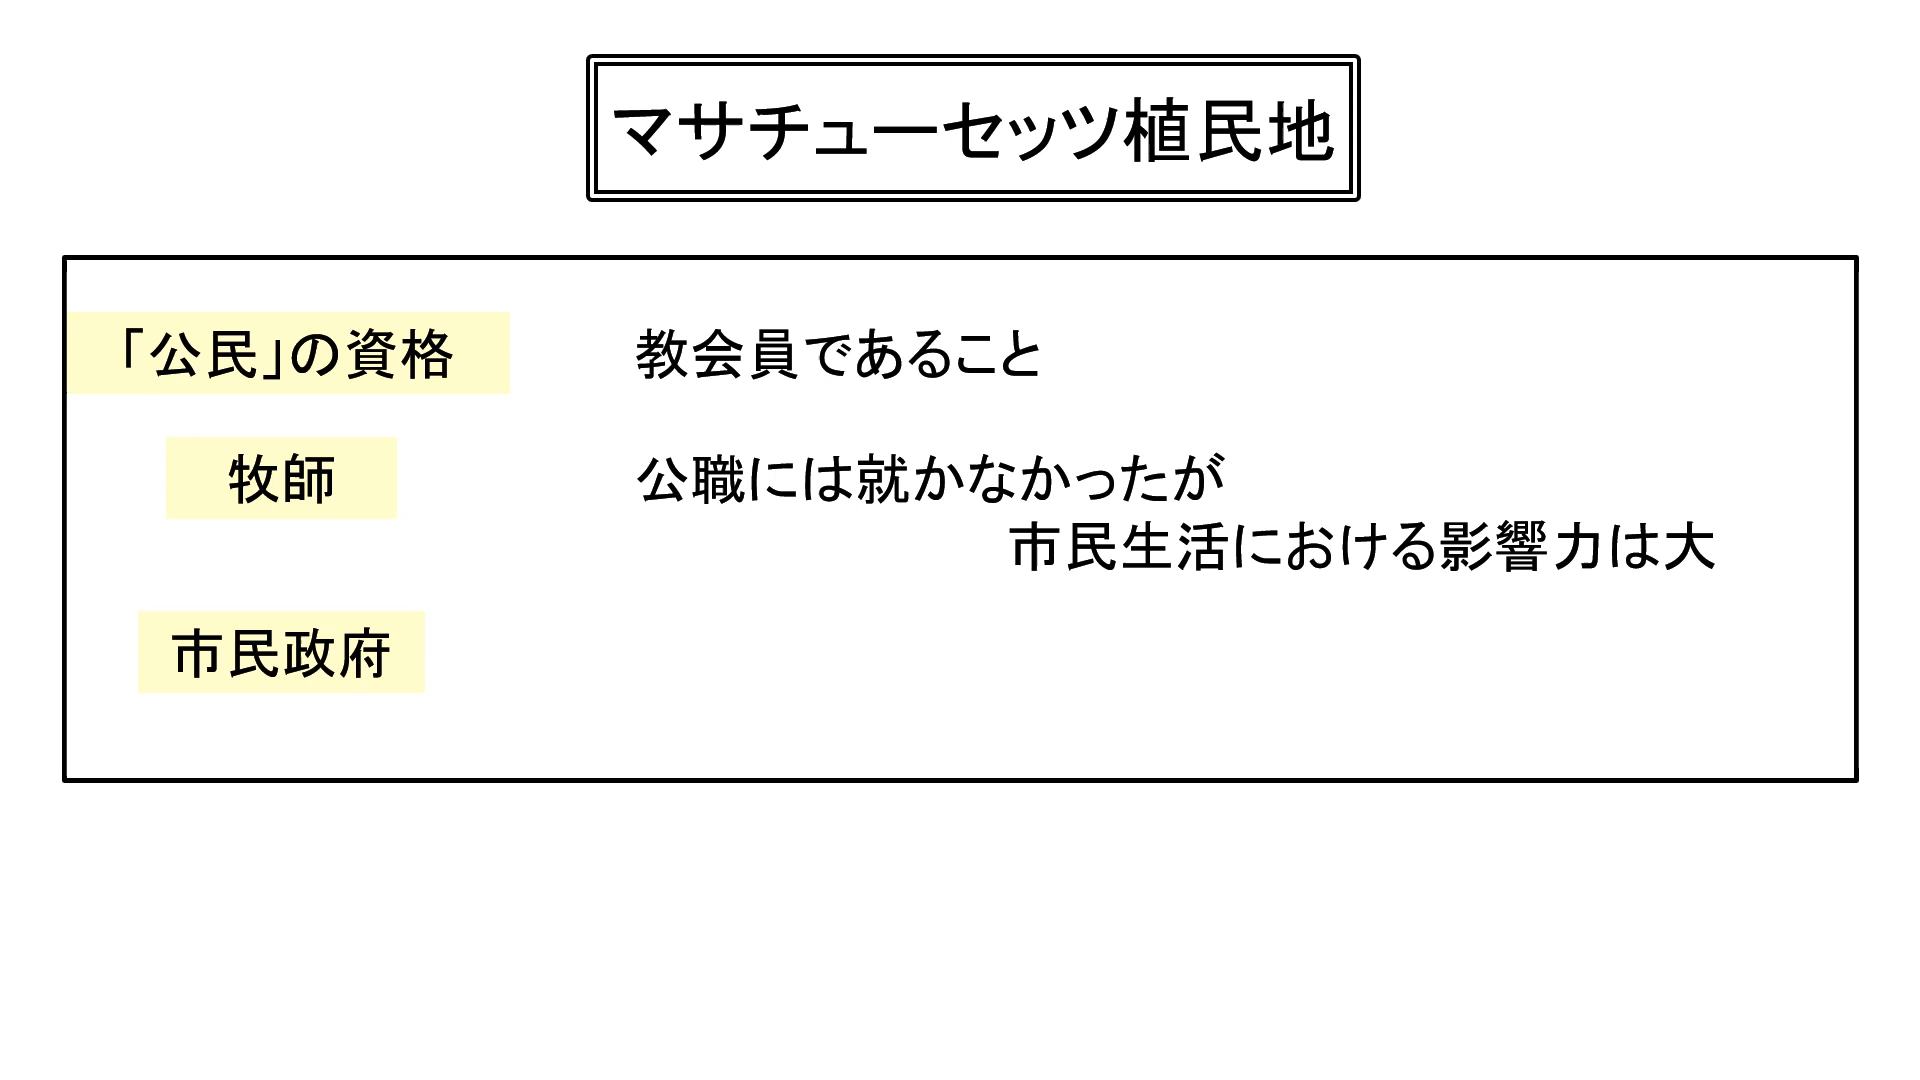 マサチューセッツ植民地
「公民」の資格
教会員であること
牧師
公職には就かなかったが
市民生活における影響力は大
市民政府